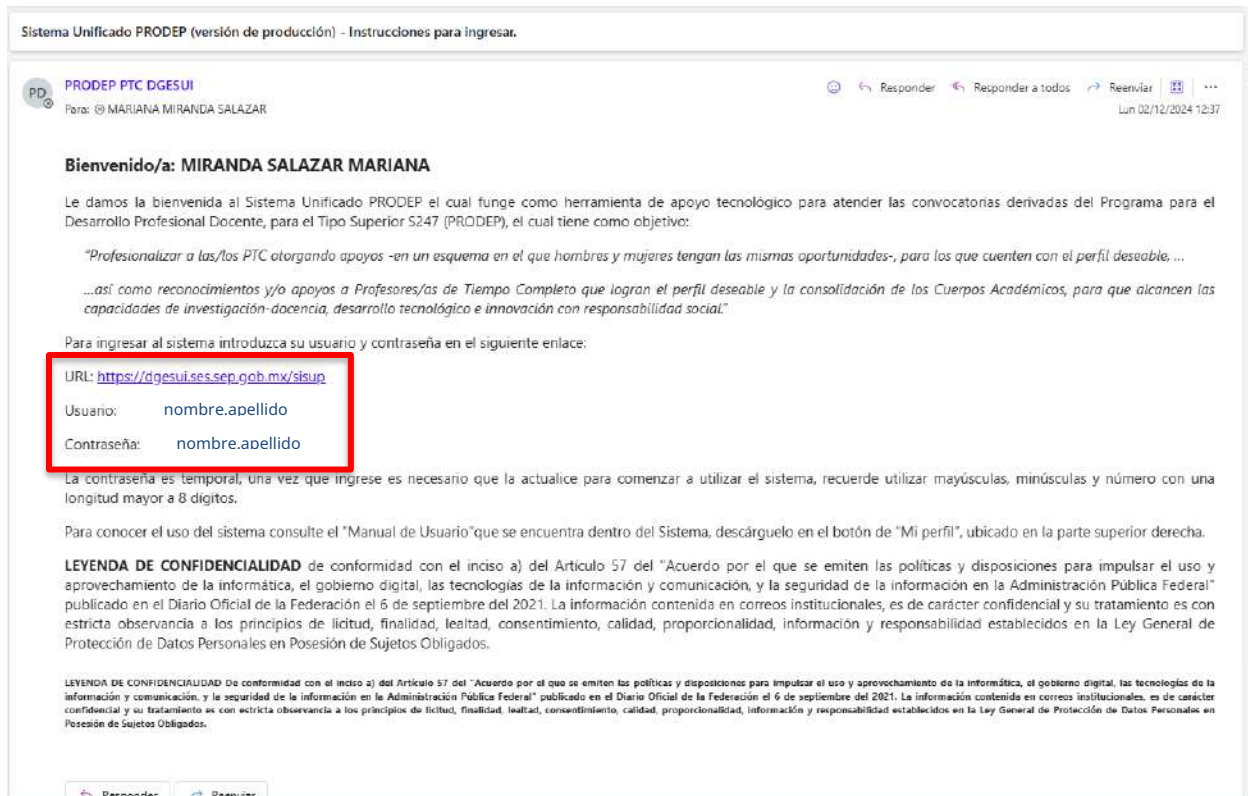 Sistema Unificado PRODEP (versión de producción) - Instrucciones para ingresar.
PD
PRODEP PTC DGESUI
Responder
Responder a todos
Reenviar
...
Para: MARIANA MIRANDA SALAZAR
Lun 02/12/2024 12:37
Bienvenido/a: MIRANDA SALAZAR MARIANA
Le damos la bienvenida al Sistema Unificado PRODEP el cual funge como herramienta de apoyo tecnológico para atender las convocatorias derivadas del Programa para el
Desarrollo Profesional Docente, para el Tipo Superior S247 (PRODEP), el cual tiene como objetivo:
"Profesionalizar a las/los PTC otorgando apoyos -en un esquema en el que hombres y mujeres tengan las mismas oportunidades-, para los que cuenten con el perfil deseable, ...
...así como reconocimientos y/o apoyos a Profesores/as de Tiempo Completo que logran el perfil deseable y la consolidación de los Cuerpos Académicos, para que alcancen las
capacidades de investigación-docencia, desarrollo tecnológico e innovación con responsabilidad social."
Para ingresar al sistema introduzca su usuario y contraseña en el siguiente enlace:
URL: https://dgesui.ses.sep.gob.mx/sisup
Usuario: nombre.apellido
Contraseña: nombre.apellido
La contraseña es temporal, una vez que ingrese es necesario que la actualice para comenzar a utilizar el sistema, recuerde utilizar mayúsculas, minúsculas y número con una
longitud mayor a 8 dígitos.
Para conocer el uso del sistema consulte el "Manual de Usuario"que se encuentra dentro del Sistema, descárguelo en el botón de "Mi perfil", ubicado en la parte superior derecha.
LEYENDA DE CONFIDENCIALIDAD de conformidad con el inciso a) del Artículo 57 del "Acuerdo por el que se emiten las políticas y disposiciones para impulsar el uso y
aprovechamiento de la informática, el gobierno digital, las tecnologías de la información y comunicación, y la seguridad de la información en la Administración Pública Federal"
publicado en el Diario Oficial de la Federación el 6 de septiembre del 2021. La información contenida en correos institucionales, es de carácter confidencial y su tratamiento es con
estricta observancia a los principios de licitud, finalidad, lealtad, consentimiento, calidad, proporcionalidad, información y responsabilidad establecidos en la Ley General de
Protección de Datos Personales en Posesión de Sujetos Obligados.
LEYENDA DE CONFIDENCIALIDAD De conformidad con el inciso a) del Artículo 57 del "Acuerdo por el que se emiten las políticas y disposiciones para impulsar el uso y aprovechamiento de la informática, el gobierno digital, las tecnologías de la
información y comunicación, y la seguridad de la información en la Administración Pública Federal" publicado en el Diario Oficial de la Federación el 6 de septiembre del 2021. La información contenida en correos institucionales, es de carácter
confidencial y su tratamiento es con estricta observancia a los principios de licitud, finalidad, lealtad, consentimiento, calidad, proporcionalidad, información y responsabilidad establecidos en la Ley General de Protección de Datos Personales en
Posesión de Sujetos Obligados.
Responder
Reenviar